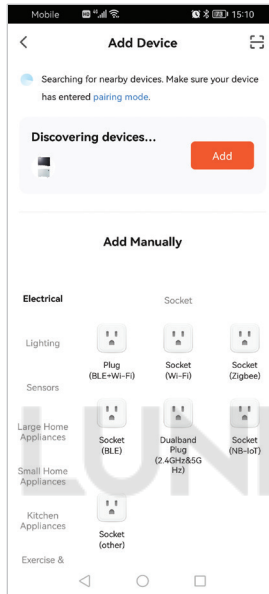 Mobile HD 4G 15:10
Add Device
Searching for nearby devices. Make sure your device
has entered pairing mode.
Discovering devices...
Add
Add Manually
Electrical
Socket
Lighting
Plug
(BLE+Wi-Fi)
Socket
(Wi-Fi)
Socket
(Zigbee)
Sensors
Large Home
Appliances
Socket
(BLE)
Dualband
Plug
(2.4GHz&5G
Hz)
Socket
(NB-IoT)
Small Home
Appliances
Kitchen
Appliances
Socket
(other)
Exercise &
LUN